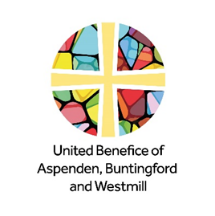 United Benefice of
Aspenden, Buntingford
and Westmill